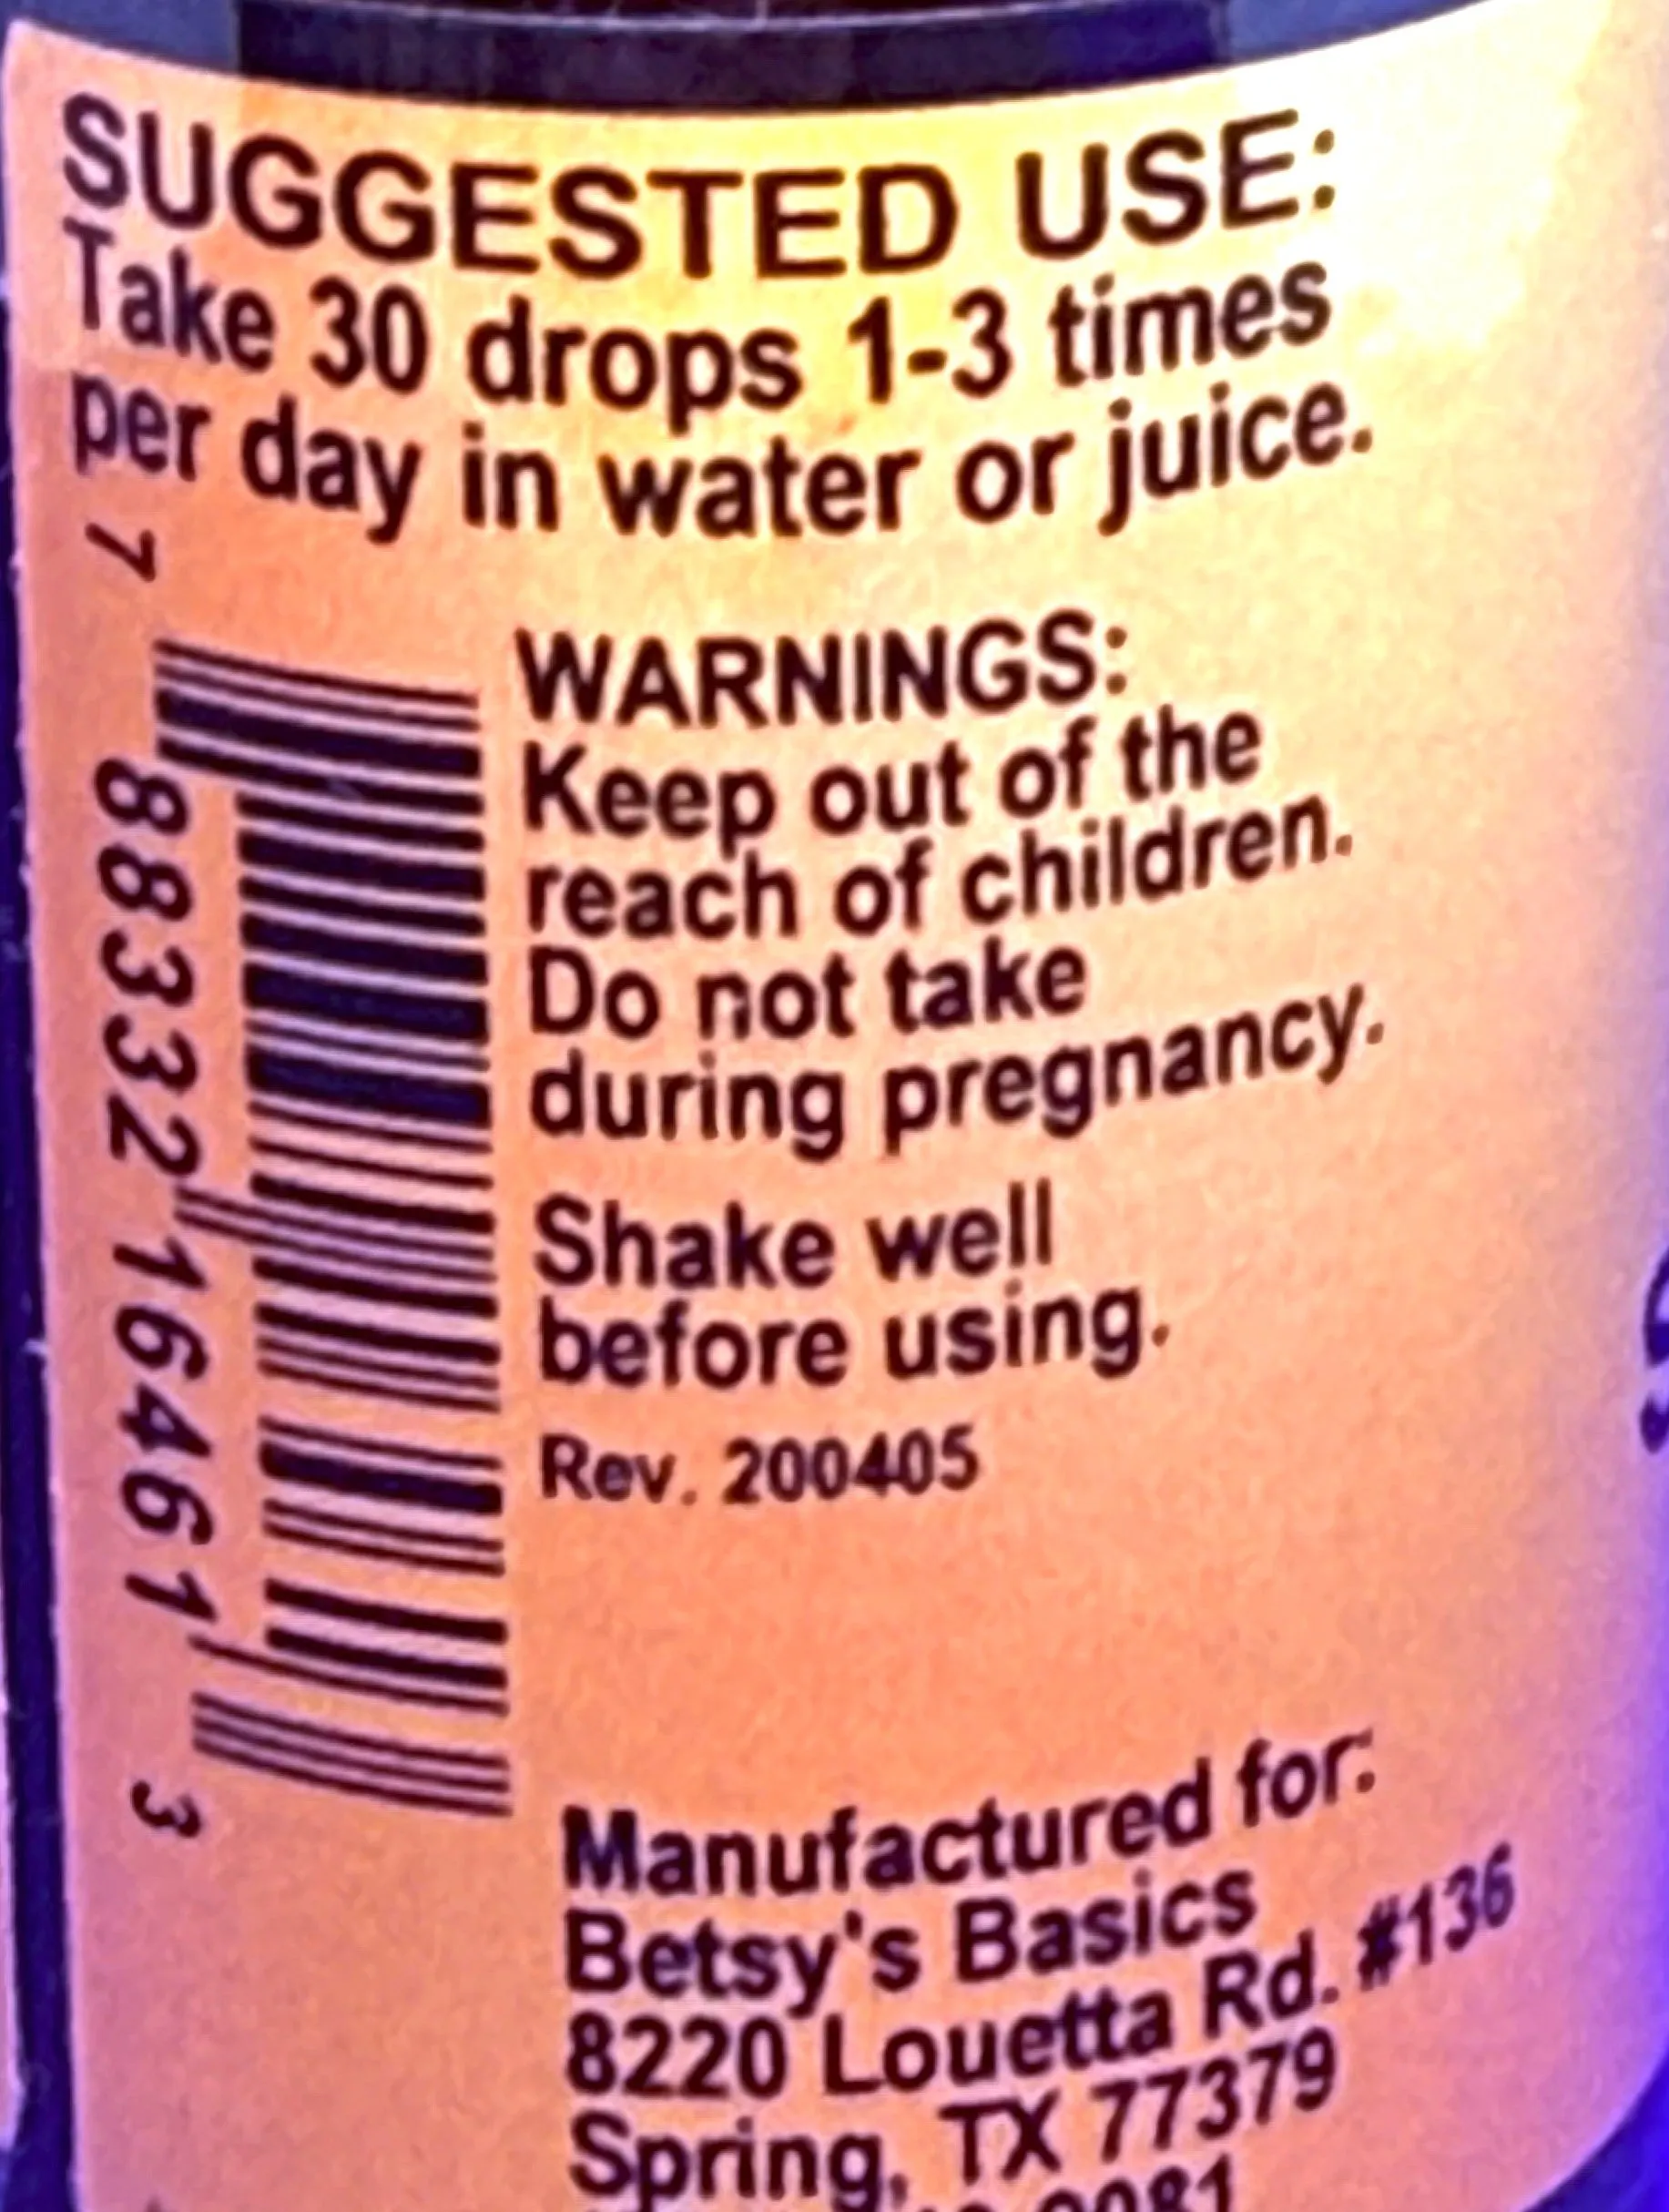 SUGGESTED USE:
Take 30 drops 1-3 times
per day in water or juice.
7 88332 16461 3
WARNINGS:
Keep out of the
reach of children.
Do not take
during pregnancy.
Shake well
before using.
Rev. 200405
Manufactured for:
Betsy's Basics
8220 Louetta Rd. #136
Spring, TX 77379